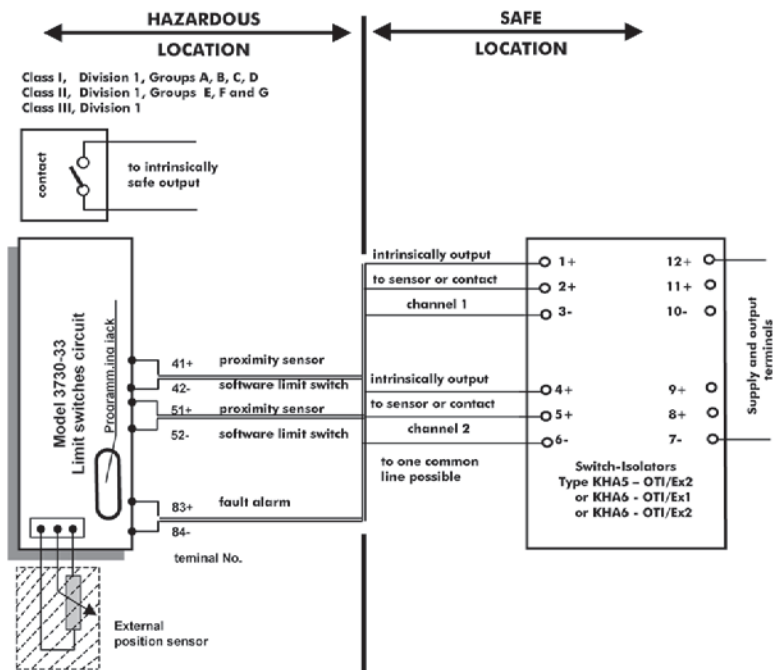 HAZARDOUS
LOCATION
SAFE
LOCATION
Class I, Division 1, Groups A, B, C, D
Class II, Division 1, Groups E, F and G
Class III, Division 1
contact
to intrinsically
safe output
Model 3730-33
Limit switches circuit
Programm.ing jack
41+ proximity sensor
42- software limit switch
51+ proximity sensor
52- software limit switch
83+ fault alarm
84-
teminal No.
External
position sensor
intrinsically output
to sensor or contact
channel 1
intrinsically output
to sensor or contact
channel 2
to one common
line possible
1+ 12+
2+ 11+
3- 10-
4+ 9+
5+ 8+
6- 7-
Switch-Isolators
Type KHA5 – OTI/Ex2
or KHA6 - OTI/Ex1
or KHA6 - OTI/Ex2
Supply and output
terminals